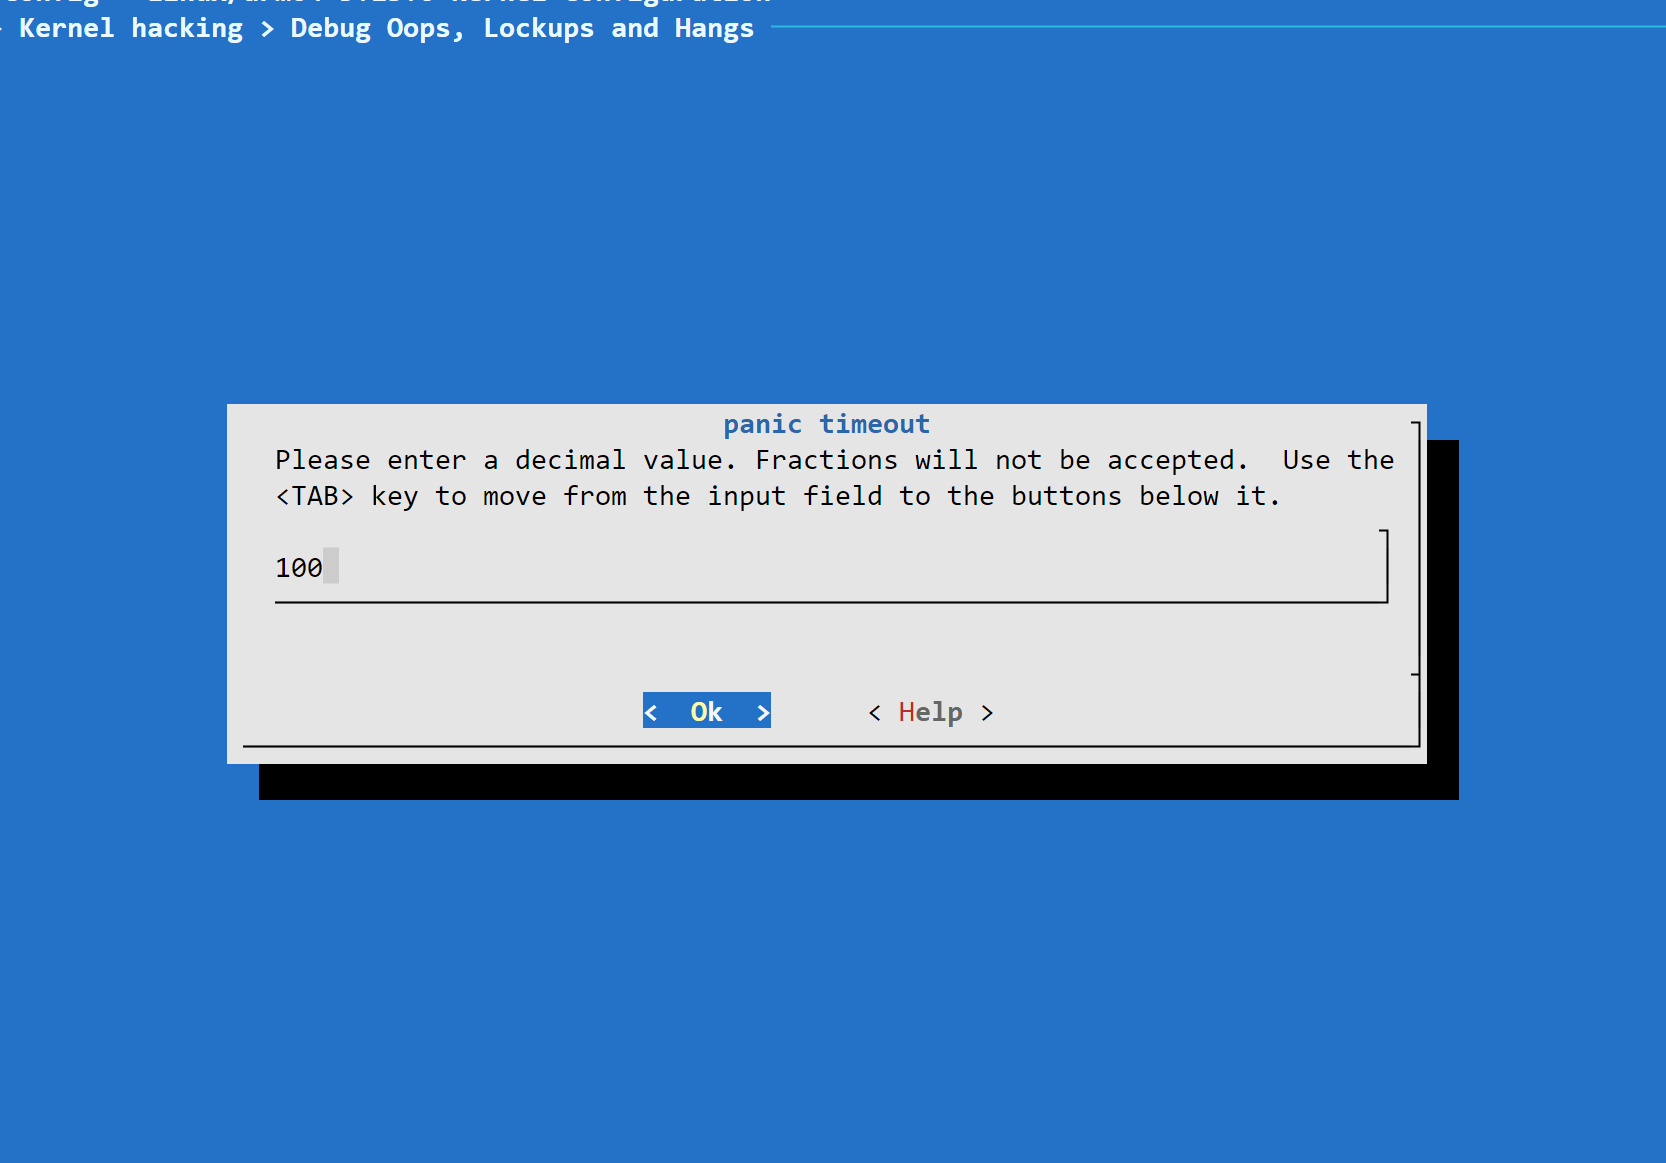 Kernel hacking > Debug Oops, Lockups and Hangs
panic timeout
Please enter a decimal value. Fractions will not be accepted.  Use the
<TAB> key to move from the input field to the buttons below it.
100
<  Ok  > < Help >